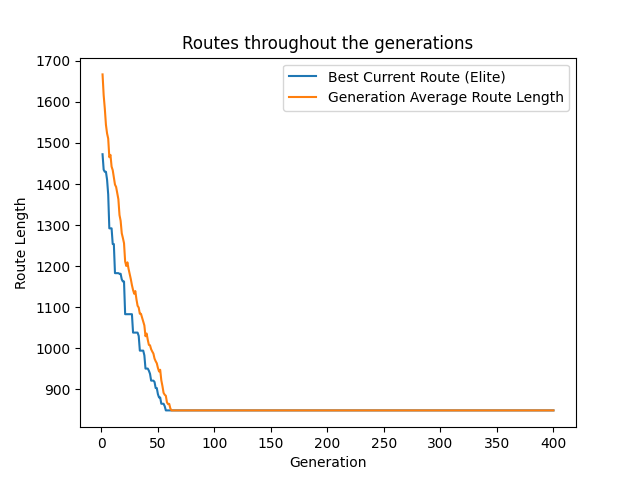 Routes throughout the generations
Best Current Route (Elite)
Generation Average Route Length
Route Length
1700
1600
1500
1400
1300
1200
1100
1000
900
0 50 100 150 200 250 300 350 400
Generation